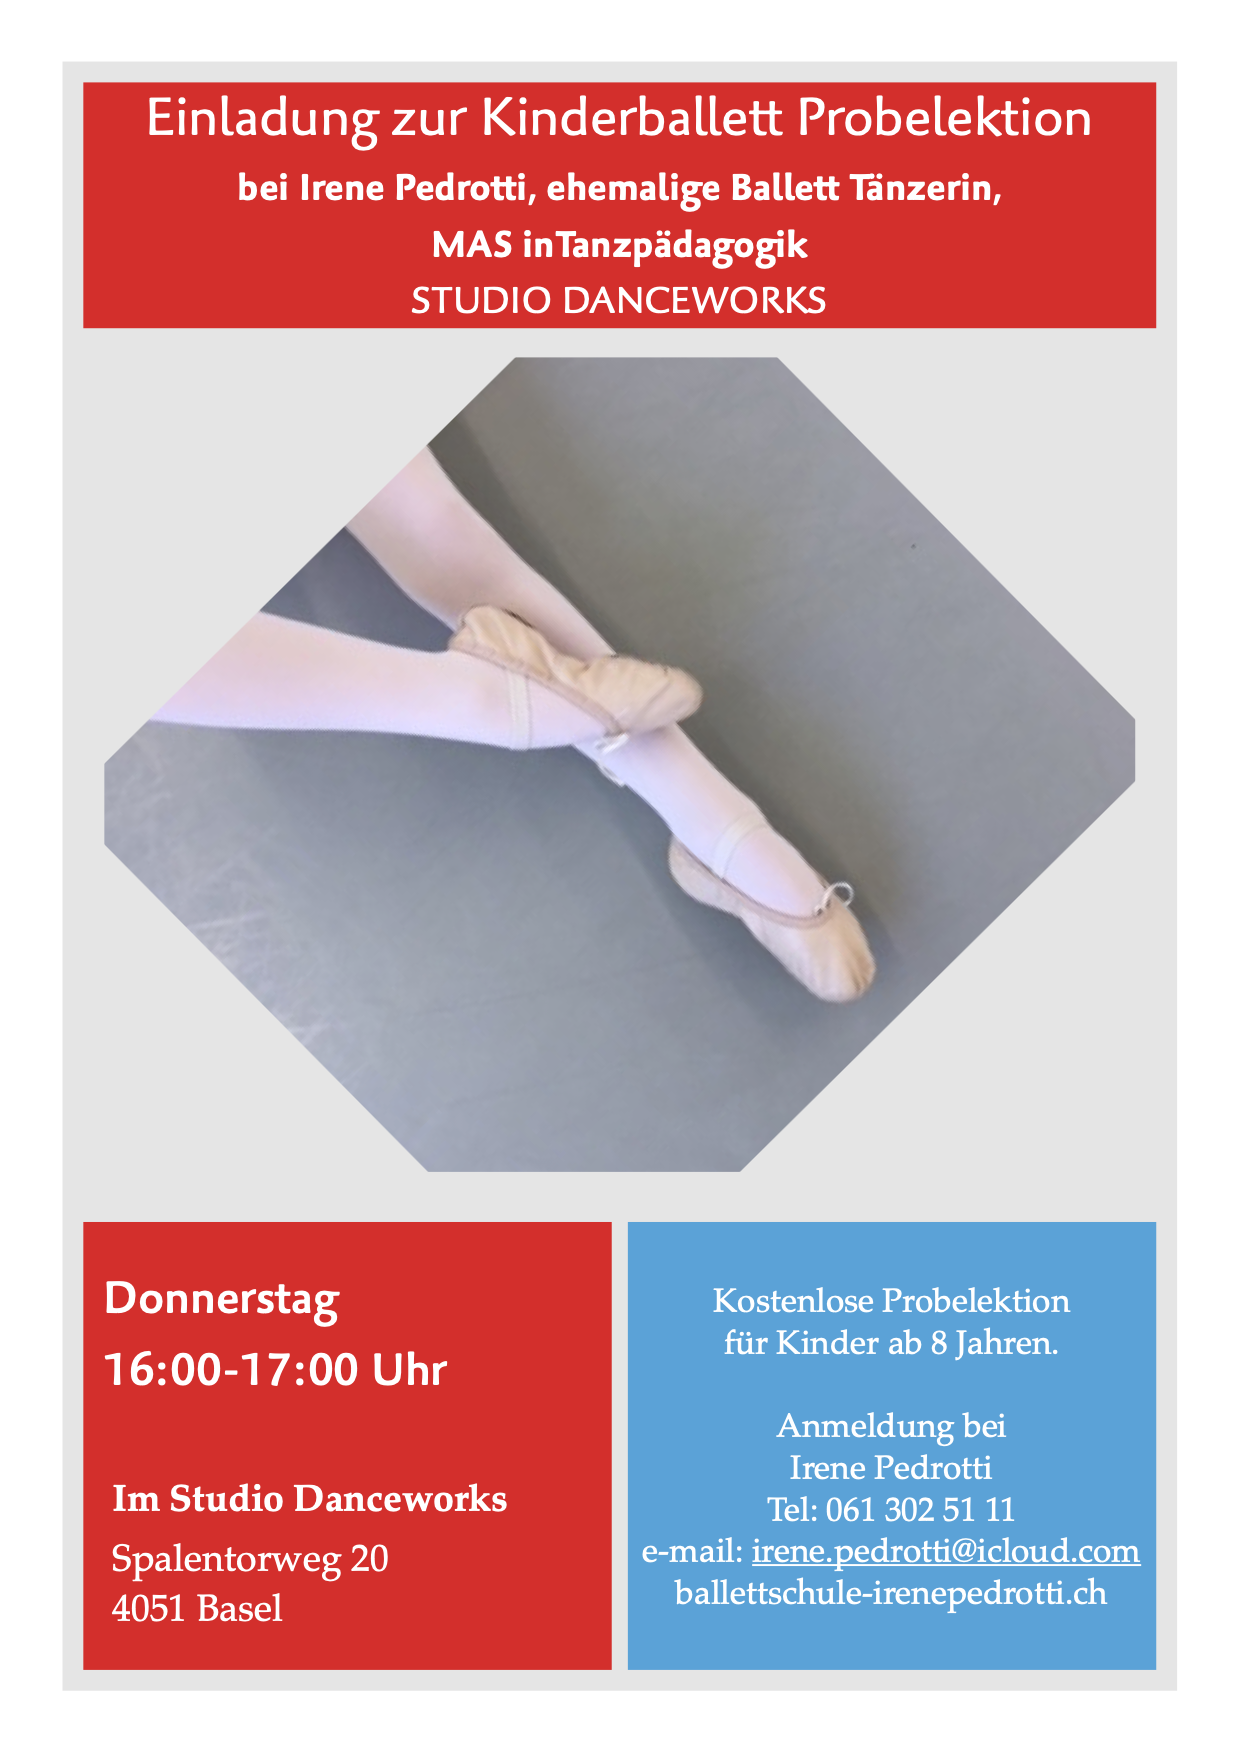 Einladung zur Kinderballett Probelektion
bei Irene Pedrotti, ehemalige Ballett Tänzerin,
MAS inTanzpädagogik
STUDIO DANCEWORKS
Donnerstag
16:00-17:00 Uhr
Im Studio Danceworks
Spalentorweg 20
4051 Basel
Kostenlose Probelektion
für Kinder ab 8 Jahren.
Anmeldung bei
Irene Pedrotti
Tel: 061 302 51 11
e-mail: irene.pedrotti@icloud.com
ballettschule-irenepedrotti.ch